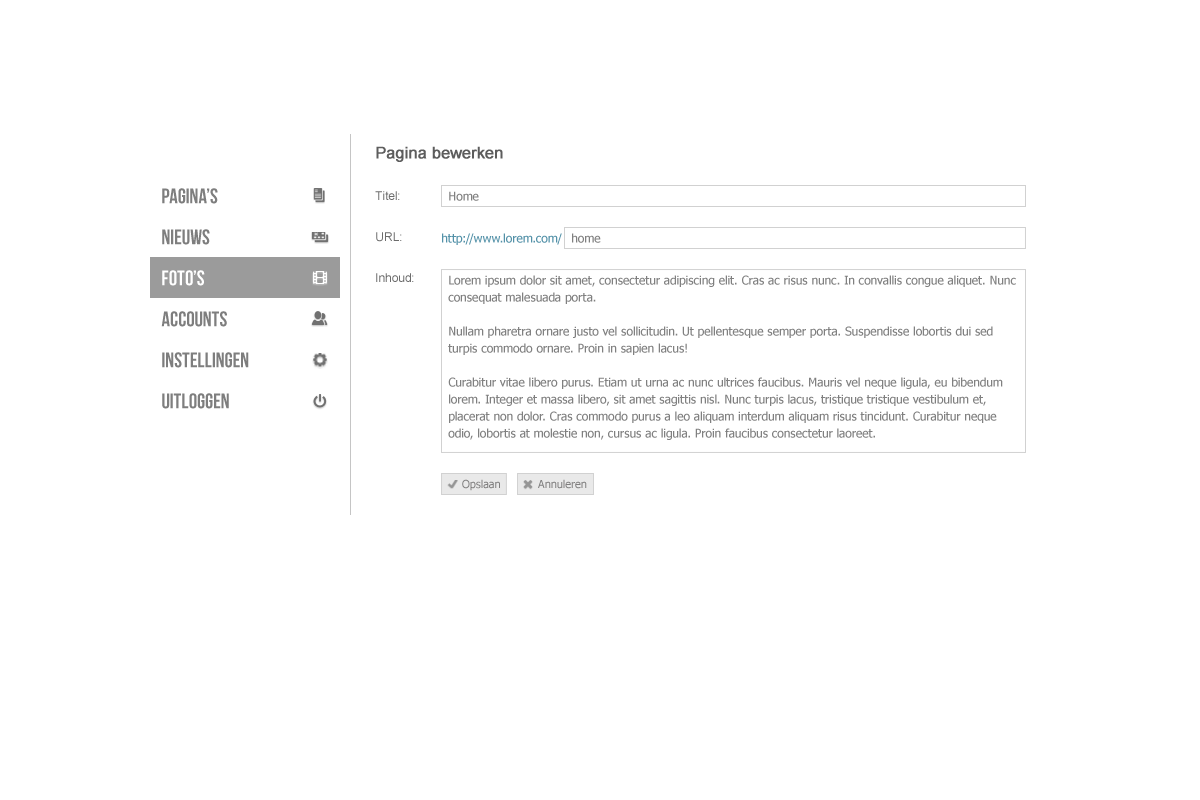 PAGINA'S
NIEUWS
FOTO'S
ACCOUNTS
INSTELLINGEN
UITLOGGEN
Pagina bewerken
Titel: Home
URL: http://www.lorem.com/ home
Inhoud: Lorem ipsum dolor sit amet, consectetur adipiscing elit. Cras ac risus nunc. In convallis congue aliquet. Nunc
consequat malesuada porta.
Nullam pharetra ornare justo vel sollicitudin. Ut pellentesque semper porta. Suspendisse lobortis dui sed
turpis commodo ornare. Proin in sapien lacus!
Curabitur vitae libero purus. Etiam ut urna ac nunc ultrices faucibus. Mauris vel neque ligula, eu bibendum
lorem. Integer et massa libero, sit amet sagittis nisl. Nunc turpis lacus, tristique tristique vestibulum et,
placerat non dolor. Cras commodo purus a leo aliquam interdum aliquam risus tincidunt. Curabitur neque
odio, lobortis at molestie non, cursus ac ligula. Proin faucibus consectetur laoreet.
Opslaan Annuleren